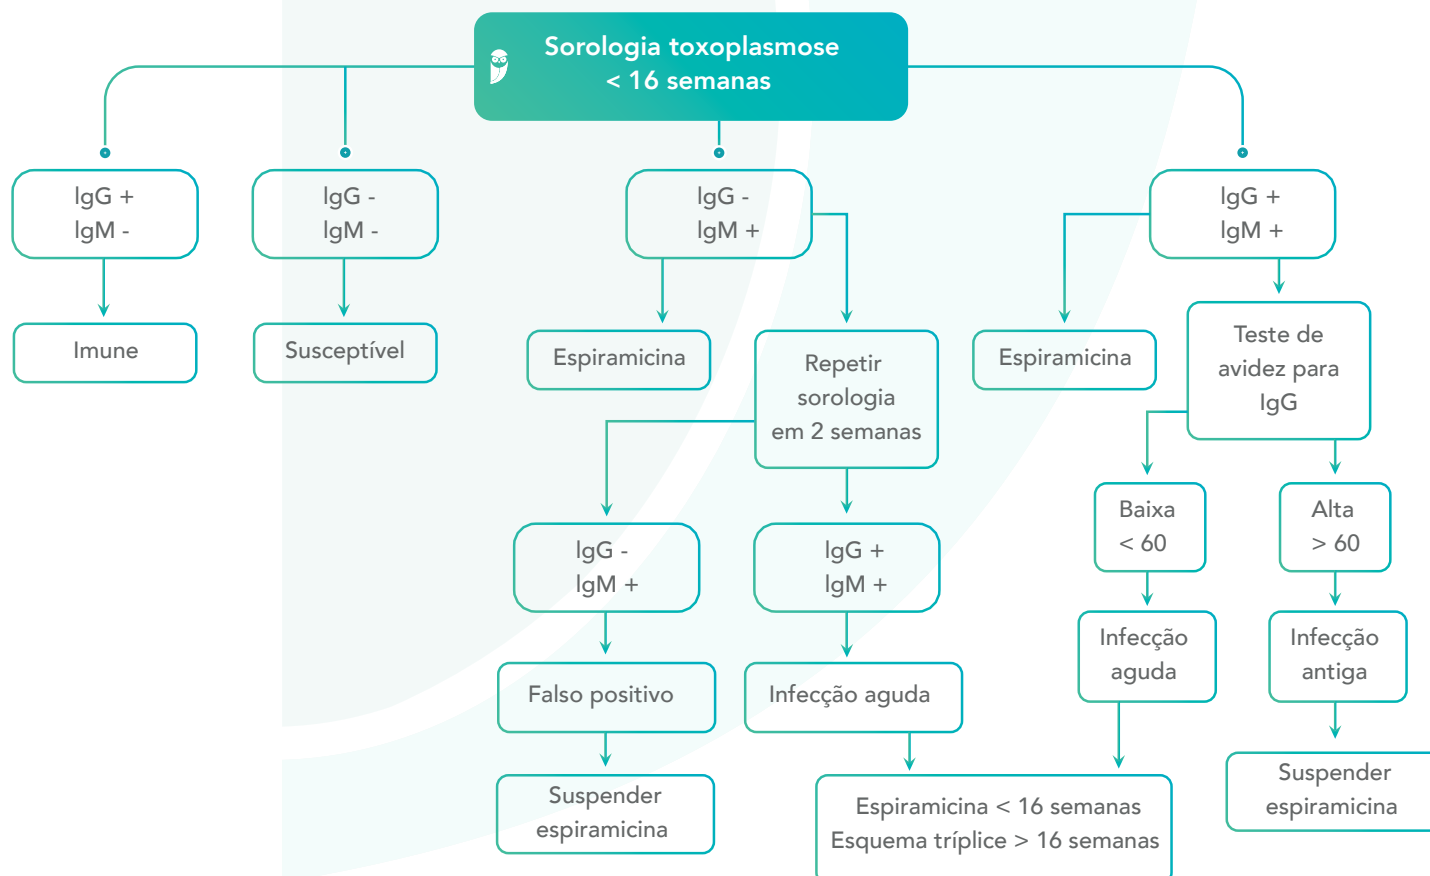 Sorologia toxoplasmose
< 16 semanas
IgG +
IgM -
IgG -
IgM -
IgG -
IgM +
IgG +
IgM +
Imune
Susceptível
Espiramicina
Repetir
sorologia
em 2 semanas
Espiramicina
Teste de
avidez para
IgG
IgG -
IgM +
IgG +
IgM +
Baixa
< 60
Alta
> 60
Falso positivo
Infecção aguda
Infecção
aguda
Infecção
antiga
Suspender
espiramicina
Espiramicina < 16 semanas
Esquema tríplice > 16 semanas
Suspender
espiramicina